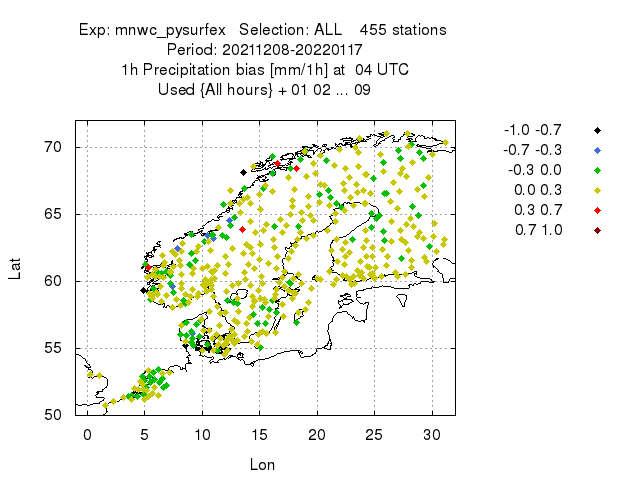 Exp: mnwc_pysurfex   Selection: ALL    455 stations
Period: 20211208-20220117
1h Precipitation bias [mm/1h] at  04 UTC
Used {All hours} + 01 02 ... 09
-1.0 -0.7
-0.7 -0.3
-0.3 0.0
0.0 0.3
0.3 0.7
0.7 1.0
70
65
60
55
50
Lat
0 5 10 15 20 25 30
Lon